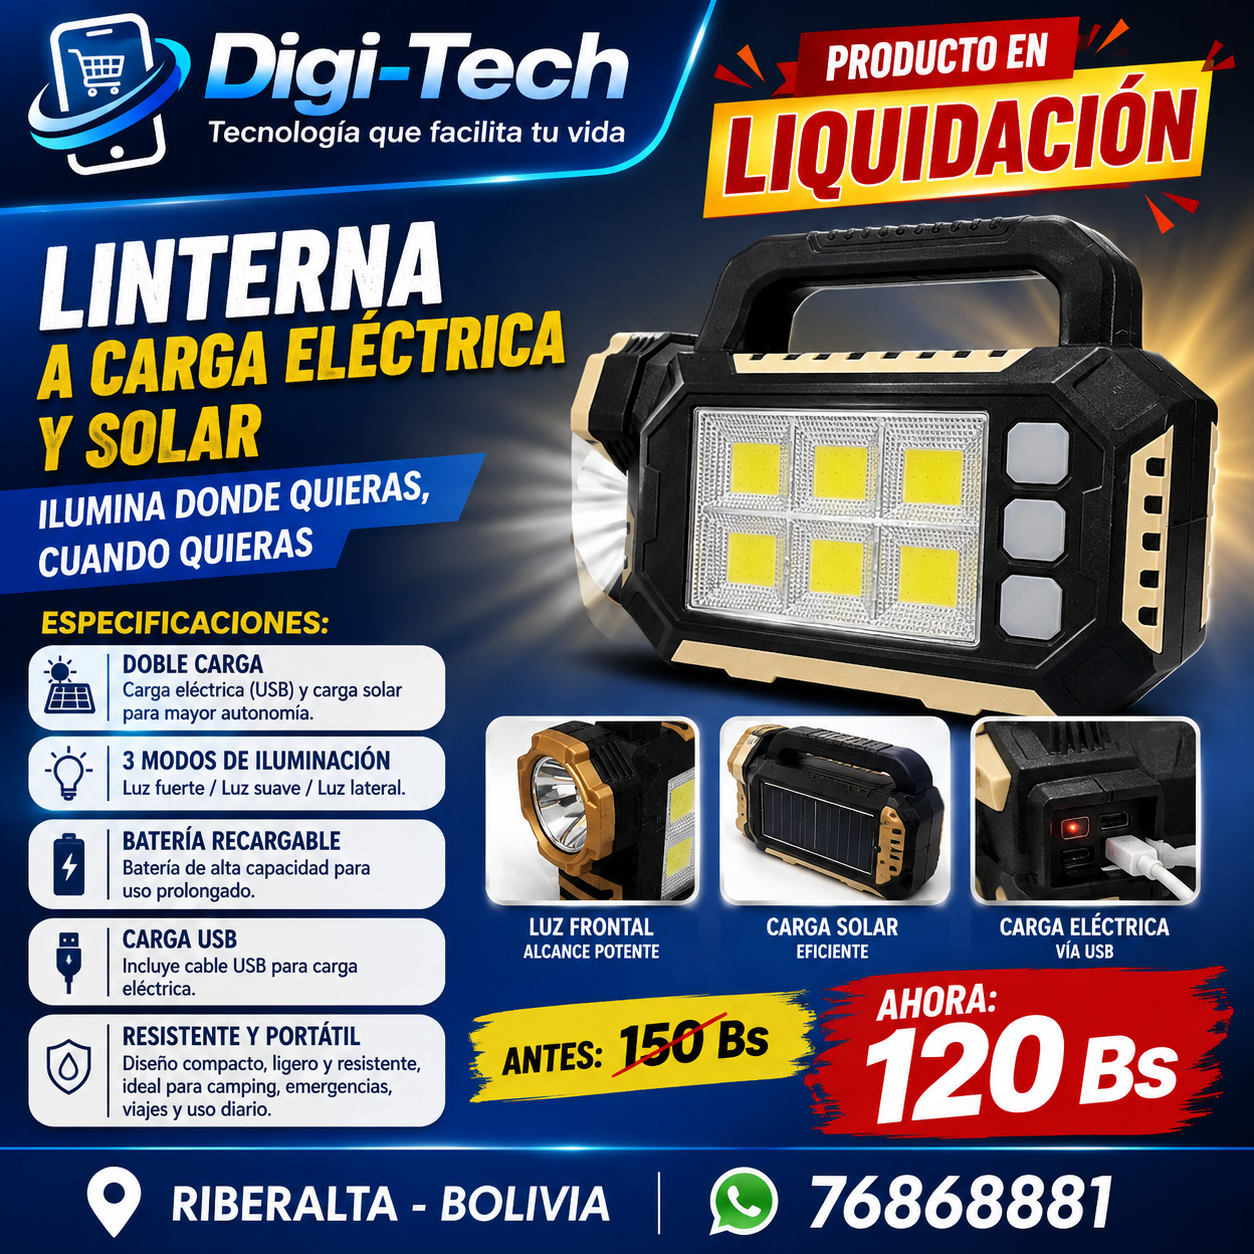 Digi-Tech
Tecnología que facilita tu vida
PRODUCTO EN
LIQUIDACIÓN
LINTERNA
A CARGA ELÉCTRICA
Y SOLAR
ILUMINA DONDE QUIERAS,
CUANDO QUIERAS
ESPECIFICACIONES:
DOBLE CARGA
Carga eléctrica (USB) y carga solar
para mayor autonomía.
3 MODOS DE ILUMINACIÓN
Luz fuerte / Luz suave / Luz lateral.
BATERÍA RECARGABLE
Batería de alta capacidad para
uso prolongado.
CARGA USB
Incluye cable USB para carga
eléctrica.
RESISTENTE Y PORTÁTIL
Diseño compacto, ligero y resistente,
ideal para camping, emergencias,
viajes y uso diario.
LUZ FRONTAL
ALCANCE POTENTE
CARGA SOLAR
EFICIENTE
CARGA ELÉCTRICA
VÍA USB
ANTES: 150 Bs
AHORA:
120 Bs
RIBERALTA - BOLIVIA
76868881